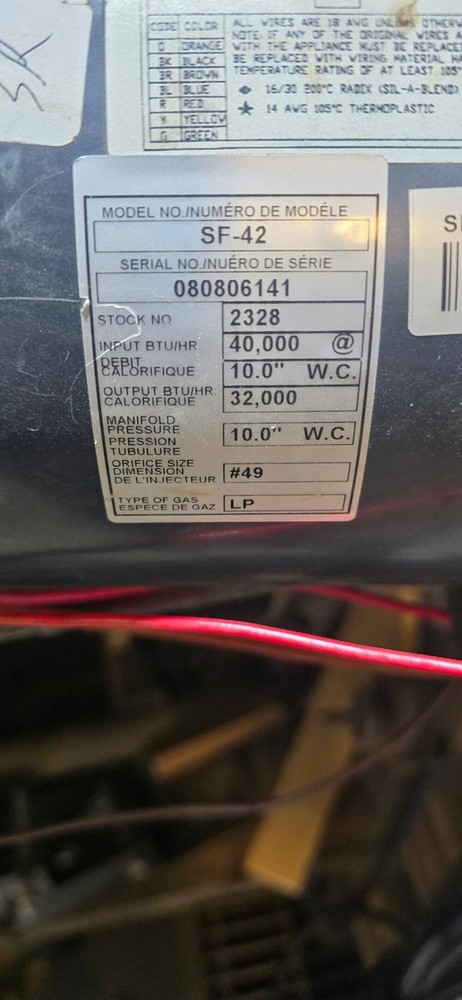 CODE COLOR
O ORANGE
BK BLACK
BR BROWN
BL BLUE
R RED
Y YELLOW
G GREEN
ALL WIRES ARE 18 AWG UNLESS OTHERW
NOTE IF ANY OF THE ORIGINAL WIRES A
WITH THE APPLIANCE MUST BE REPLACE
BE REPLACED WITH WIRING MATERIAL HA
TEMPERATURE RATING OF AT LEAST 105°
16/30 200°C RADIX (SIL-A-BLEND)
★ 14 AWG 105°C THERMOPLASTIC
MODEL NO./NUMÉRO DE MODÉLE
SF-42
SERIAL NO./NUÉRO DE SÉRIE
080806141
STOCK NO 2328
INPUT BTU/HR 40,000 @
DEBIT
CALORIFIQUE 10.0" W.C.
OUTPUT BTU/HR
CALORIFIQUE 32,000
MANIFOLD
PRESSURE
PRESSION
TUBULURE 10.0" W.C.
ORIFICE SIZE
DIMENSION
DE L'INJECTEUR #49
TYPE OF GAS
ESPECE DE GAZ LP